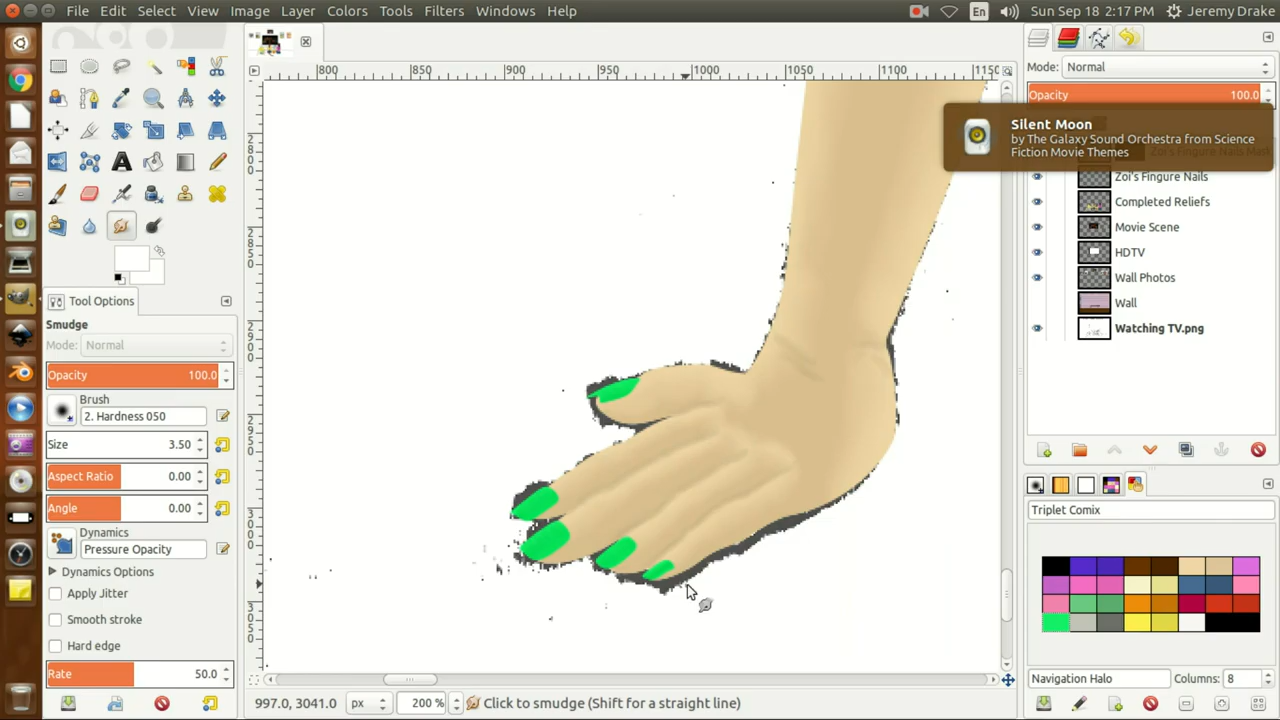 File Edit Select View Image Layer Colors Tools Filters Windows Help
En Sun Sep 18 2:17 PM Jeremy Drake
Mode: Normal
Opacity 100.0
Silent Moon
by The Galaxy Sound Orchestra from Science
Fiction Movie Themes
Zoi's Fingure Nails
Completed Reliefs
Movie Scene
HDTV
Wall Photos
Wall
Watching TV.png
800 850 900 950 1000 1050 1100 1150
2800
2850
2900
2950
3000
3050
Tool Options
Smudge
Mode: Normal
Opacity 100.0
Brush
2. Hardness 050
Size 3.50
Aspect Ratio 0.00
Angle 0.00
Dynamics
Pressure Opacity
Dynamics Options
Apply Jitter
Smooth stroke
Hard edge
Rate 50.0
Triplet Comix
Navigation Halo Columns: 8
997.0, 3041.0 px 200 % Click to smudge (Shift for a straight line)